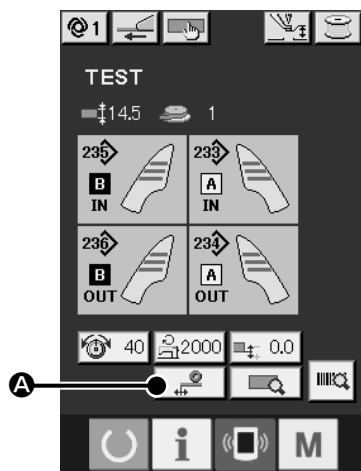 1
TEST
14.5 1
235 233
B A
IN IN
236 234
B A
OUT OUT
40 2000 0.0
A
i M